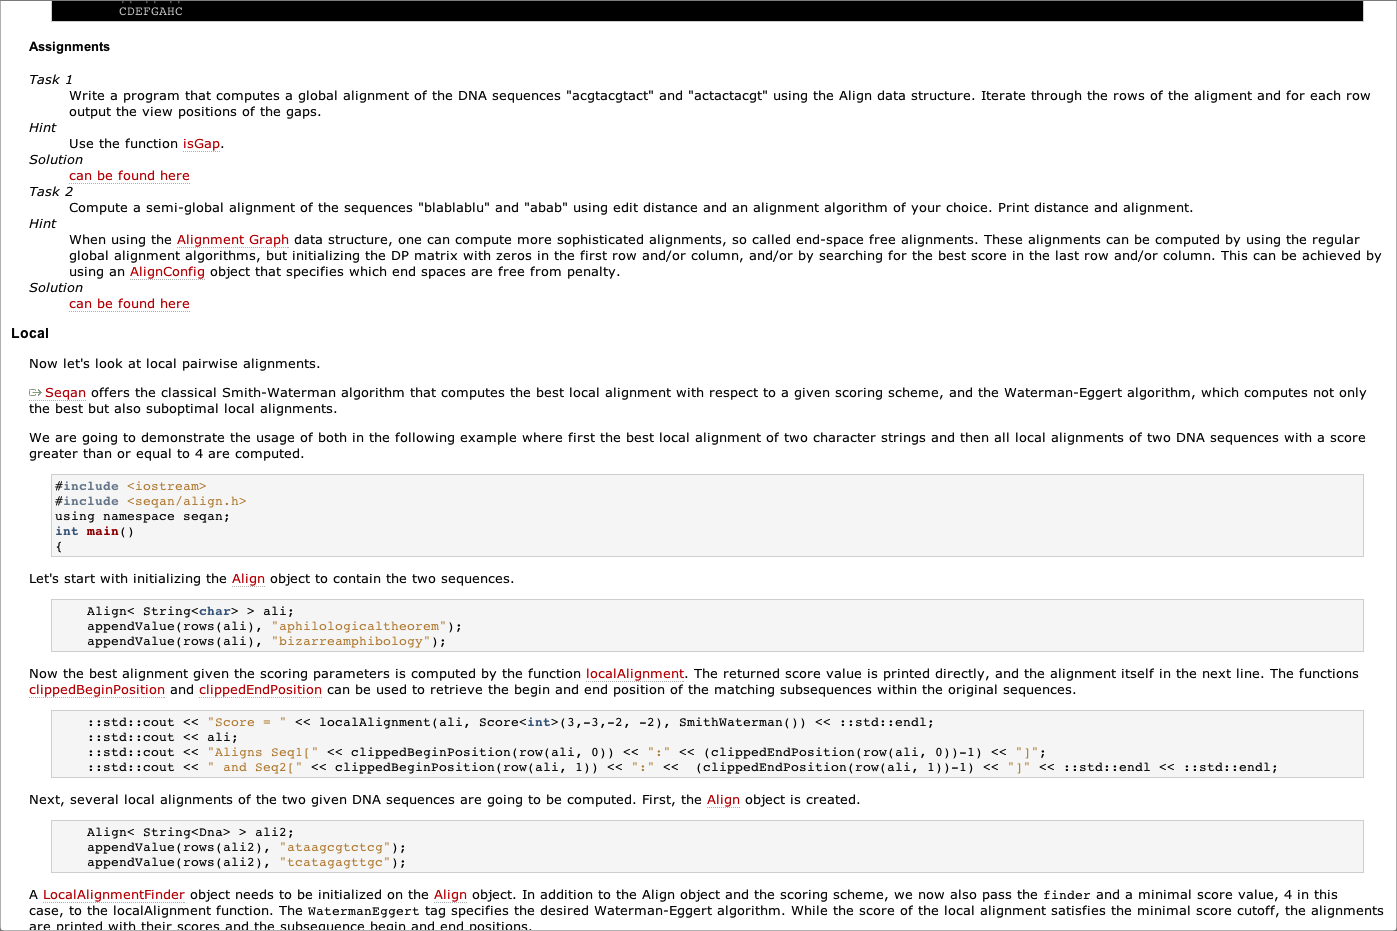 CDEFGAHC
Assignments
Task 1
Write a program that computes a global alignment of the DNA sequences "acgtacgtact" and "actactacgt" using the Align data structure. Iterate through the rows of the aligment and for each row
output the view positions of the gaps.
Hint
Use the function isGap.
Solution
can be found here
Task 2
Compute a semi-global alignment of the sequences "blablablu" and "abab" using edit distance and an alignment algorithm of your choice. Print distance and alignment.
Hint
When using the Alignment Graph data structure, one can compute more sophisticated alignments, so called end-space free alignments. These alignments can be computed by using the regular
global alignment algorithms, but initializing the DP matrix with zeros in the first row and/or column, and/or by searching for the best score in the last row and/or column. This can be achieved by
using an AlignConfig object that specifies which end spaces are free from penalty.
Solution
can be found here
Local
Now let's look at local pairwise alignments.
Seqan offers the classical Smith-Waterman algorithm that computes the best local alignment with respect to a given scoring scheme, and the Waterman-Eggert algorithm, which computes not only
the best but also suboptimal local alignments.
We are going to demonstrate the usage of both in the following example where first the best local alignment of two character strings and then all local alignments of two DNA sequences with a score
greater than or equal to 4 are computed.
#include <iostream>
#include <seqan/align.h>
using namespace seqan;
int main()
{
Let's start with initializing the Align object to contain the two sequences.
Align< String<char> > ali;
appendValue(rows(ali), "aphilologicaltheorem");
appendValue(rows(ali), "bizarreamphibology");
Now the best alignment given the scoring parameters is computed by the function localAlignment. The returned score value is printed directly, and the alignment itself in the next line. The functions
clippedBeginPosition and clippedEndPosition can be used to retrieve the begin and end position of the matching subsequences within the original sequences.
::std::cout << "Score = " << localAlignment(ali, Score<int>(3,-3,-2, -2), SmithWaterman()) << ::std::endl;
::std::cout << ali;
::std::cout << "Aligns Seq1[" << clippedBeginPosition(row(ali, 0)) << ":" << (clippedEndPosition(row(ali, 0))-1) << "]";
::std::cout << " and Seq2[" << clippedBeginPosition(row(ali, 1)) << ":" <<  (clippedEndPosition(row(ali, 1))-1) << "]" << ::std::endl << ::std::endl;
Next, several local alignments of the two given DNA sequences are going to be computed. First, the Align object is created.
Align< String<Dna> > ali2;
appendValue(rows(ali2), "ataagcgtctcg");
appendValue(rows(ali2), "tcatagagttgc");
A LocalAlignmentFinder object needs to be initialized on the Align object. In addition to the Align object and the scoring scheme, we now also pass the finder and a minimal score value, 4 in this
case, to the localAlignment function. The WatermanEggert tag specifies the desired Waterman-Eggert algorithm. While the score of the local alignment satisfies the minimal score cutoff, the alignments
are printed with their scores and the subsequence begin and end positions.